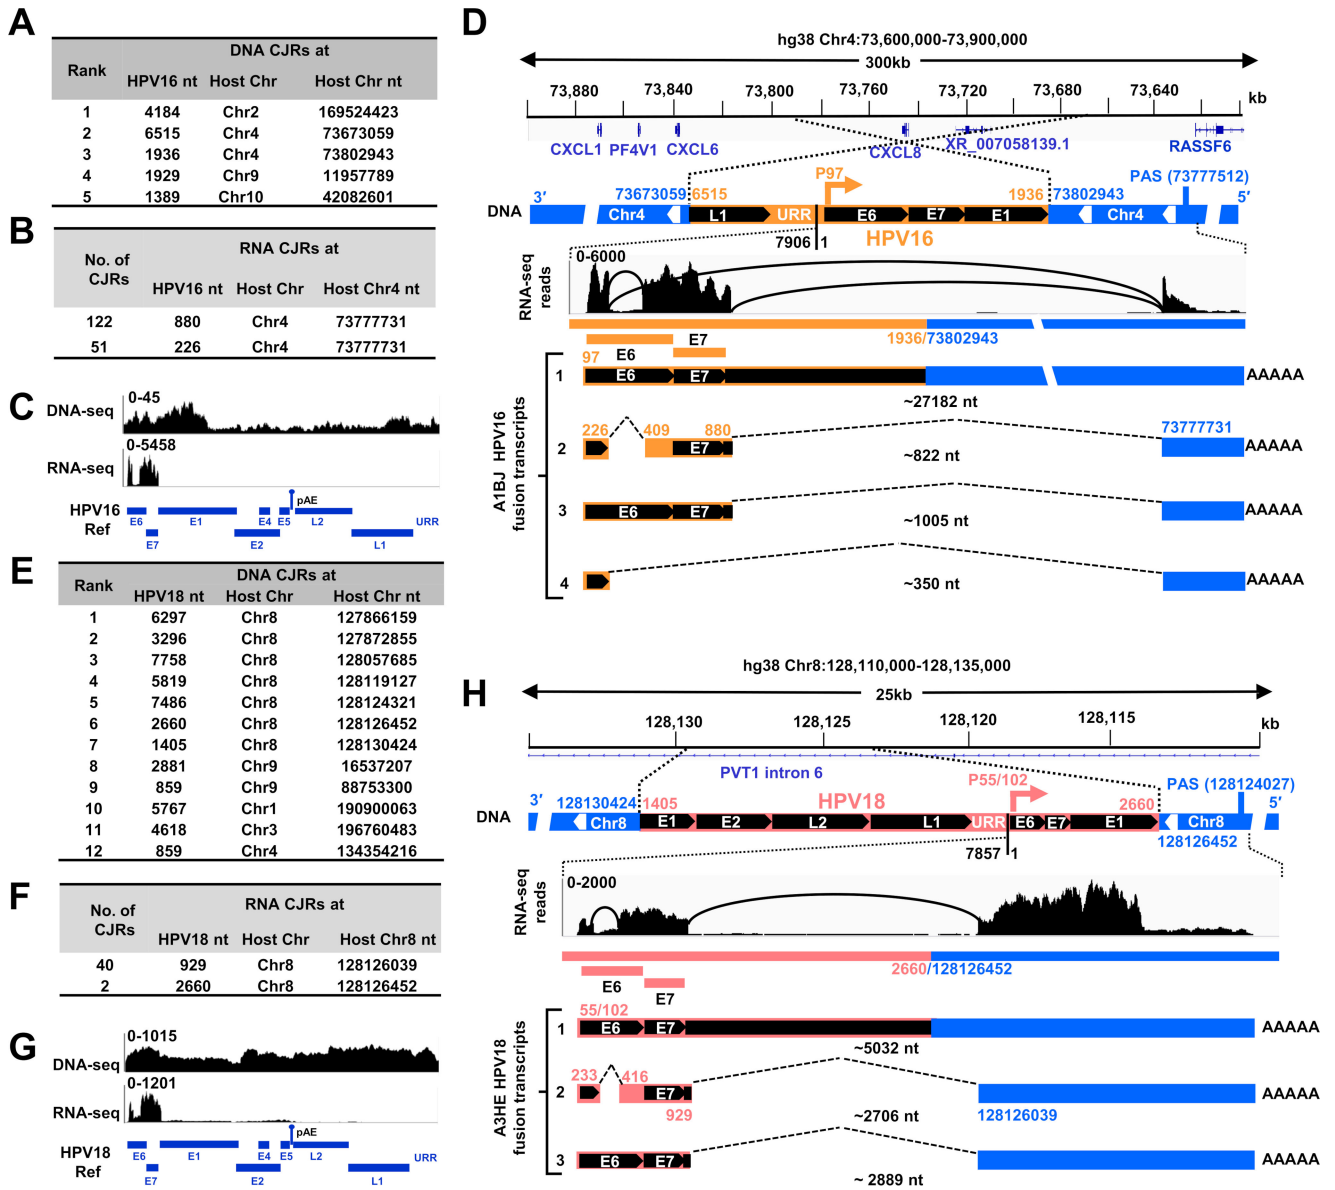 A
DNA CJRs at
Rank
HPV16 nt Host Chr Host Chr nt
1 4184 Chr2 169524423
2 6515 Chr4 73673059
3 1936 Chr4 73802943
4 1929 Chr9 11957789
5 1389 Chr10 42082601
B
RNA CJRs at
No. of
CJRs
HPV16 nt Host Chr Host Chr4 nt
122 880 Chr4 73777731
51 226 Chr4 73777731
C
0-45
DNA-seq
0-5458
RNA-seq
pAE
HPV16
Ref
E6 E1 E4 E5 L2 URR
E7 E2 L1
D
hg38 Chr4:73,600,000-73,900,000
300kb
73,880 73,840 73,800 73,760 73,720 73,680 73,640 kb
CXCL1 PF4V1 CXCL6 CXCL8 XR_007058139.1 RASSF6
P97
PAS (73777512)
3′ 73673059 6515 1936 73802943 5′
DNA
Chr4 L1 URR E6 E7 E1 Chr4
7906 1 HPV16
RNA-seq
reads
0-6000
E6 E7
1936/73802943
A1BJ HPV16
fusion transcripts
97
1 E6 E7 AAAAA
~27182 nt
226 409 880 73777731
2 E7 AAAAA
~822 nt
3 E6 E7 AAAAA
~1005 nt
4 AAAAA
~350 nt
E
DNA CJRs at
Rank
HPV18 nt Host Chr Host Chr nt
1 6297 Chr8 127866159
2 3296 Chr8 127872855
3 7758 Chr8 128057685
4 5819 Chr8 128119127
5 7486 Chr8 128124321
6 2660 Chr8 128126452
7 1405 Chr8 128130424
8 2881 Chr9 16537207
9 859 Chr9 88753300
10 5767 Chr1 190900063
11 4618 Chr3 196760483
12 859 Chr4 134354216
F
RNA CJRs at
No. of
CJRs
HPV18 nt Host Chr Host Chr8 nt
40 929 Chr8 128126039
2 2660 Chr8 128126452
G
0-1015
DNA-seq
0-1201
RNA-seq
pAE
HPV18
Ref
E6 E1 E4 E5 L2 URR
E7 E2 L1
H
hg38 Chr8:128,110,000-128,135,000
25kb
128,130 128,125 128,120 128,115 kb
PVT1 intron 6
P55/102
PAS (128124027)
3′ 128130424 1405 HPV18 2660 5′
DNA
Chr8 E1 E2 L2 L1 URR E6 E7 E1 Chr8
7857 1 128126452
RNA-seq
reads
0-2000
2660/128126452
E6
E7
A3HE HPV18
fusion transcripts
55/102
1 E6 E7 AAAAA
~5032 nt
233 416
2 E7 AAAAA
929 ~2706 nt 128126039
3 E6 E7 AAAAA
~ 2889 nt